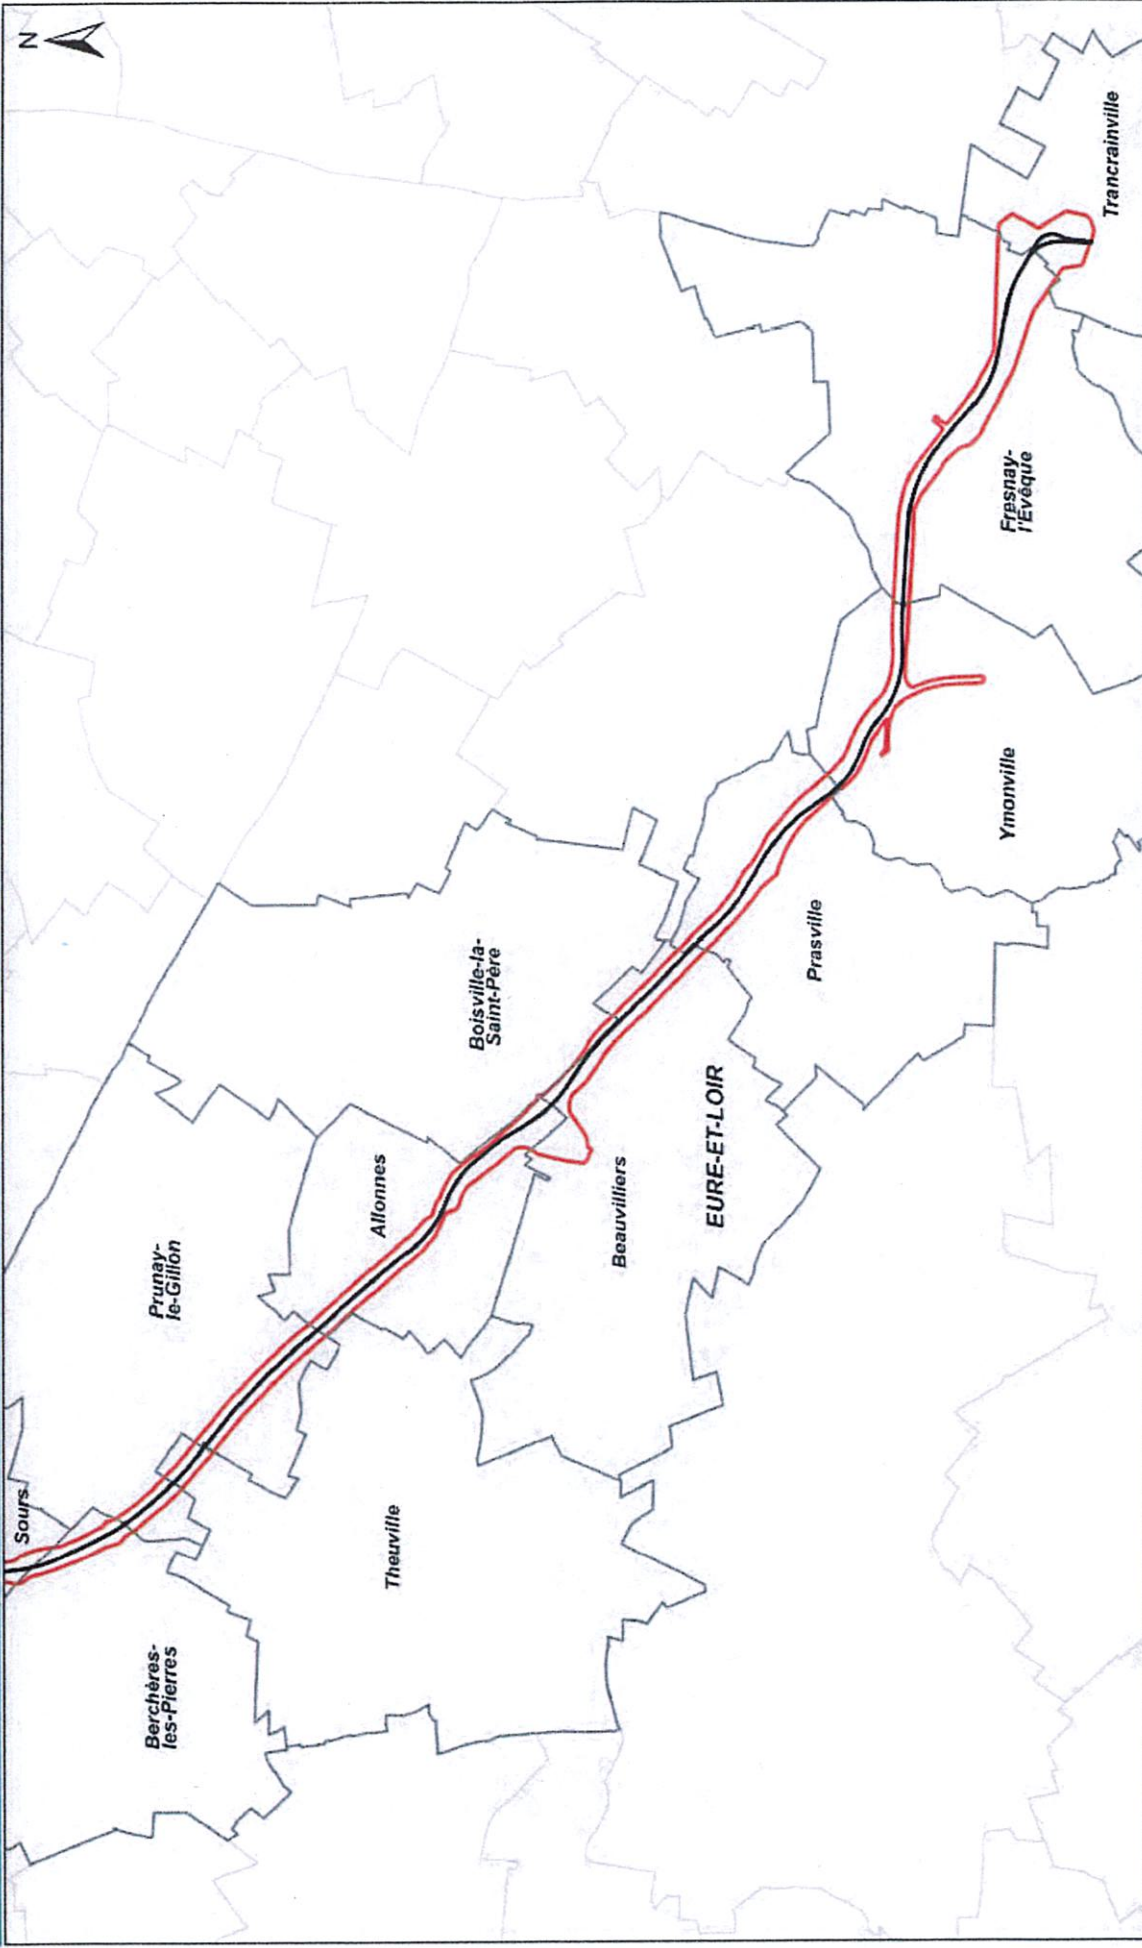 N
Sours
Berchères-
les-Pierres
Prunay-
le-Gillon
Theuville
Allonnes
Boisville-la-
Saint-Père
Beauvilliers
EURE-ET-LOIR
Prasville
Ymonville
Fresnay-
l'Evêque
Trancrainville